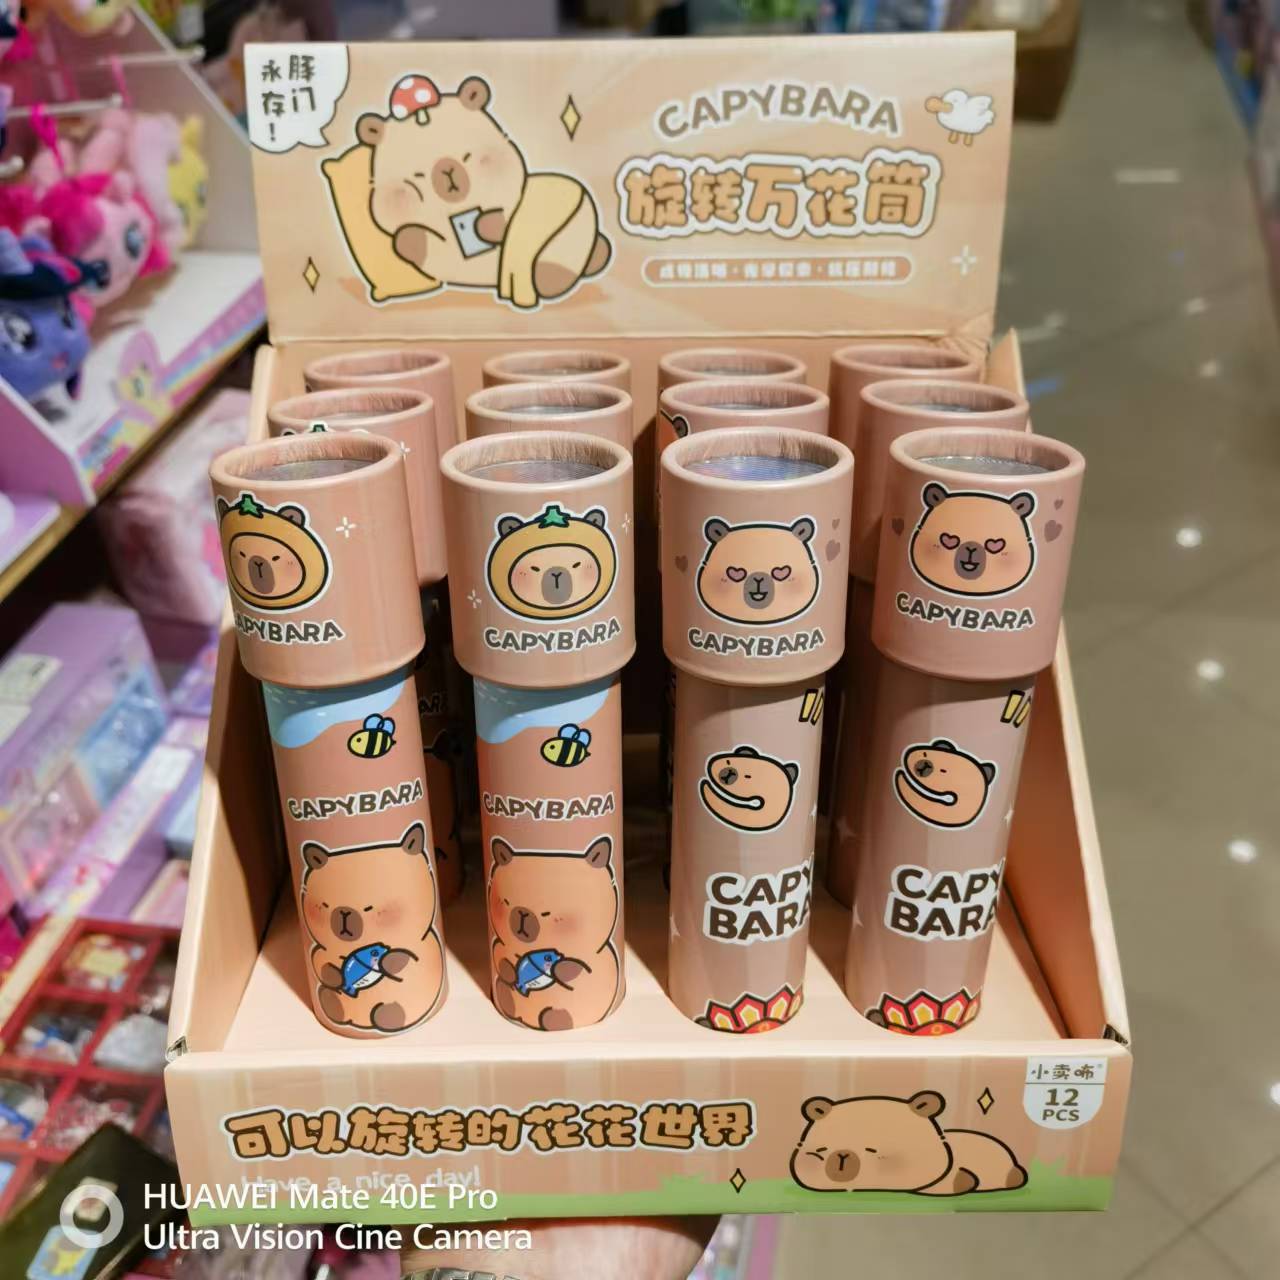 豚门
永存！
CAPYBARA
旋转万花筒
CAPYBARA
CAPYBARA
CAPYBARA
CAPYBARA
CAPYBARA
CAPYBARA
CAPY
BARA
CAPY
BARA
小卖咘
12
PCS
可以旋转的花花世界
Have a nice day!
HUAWEI Mate 40E Pro
Ultra Vision Cine Camera